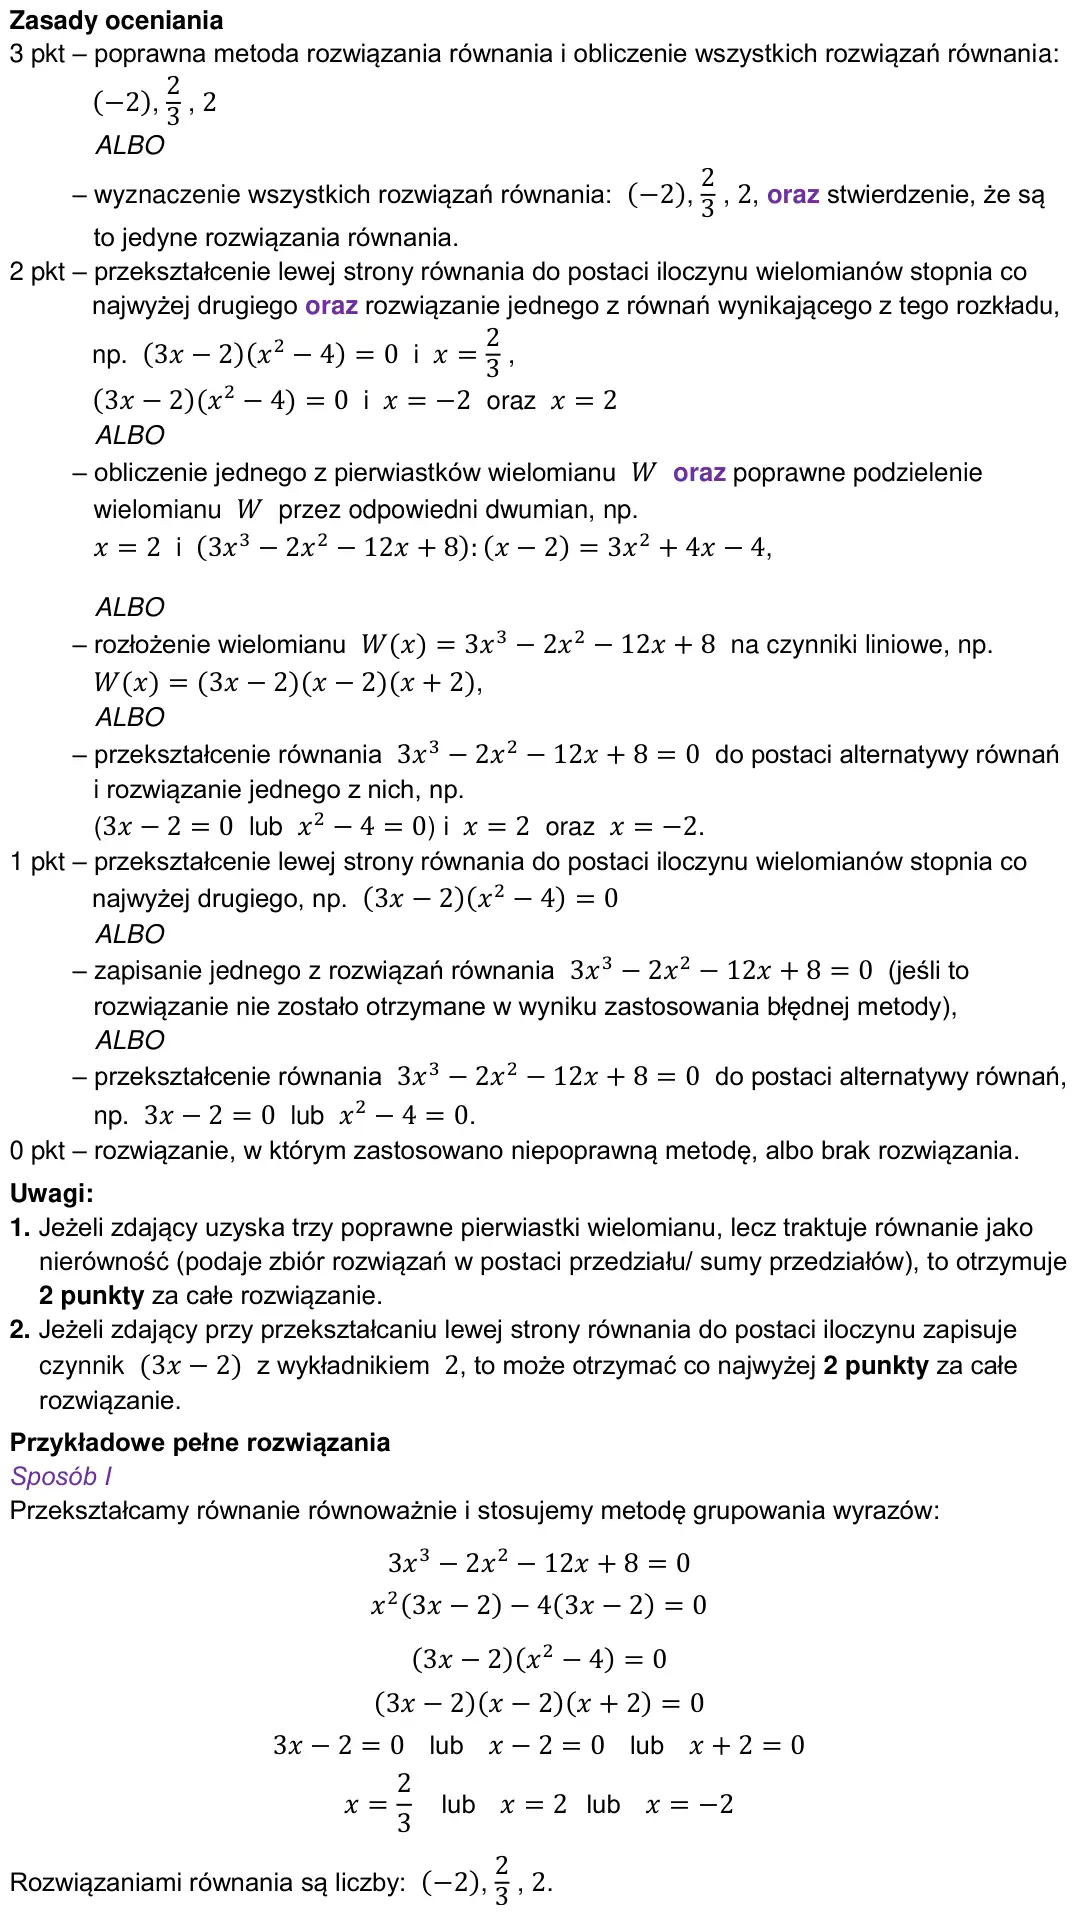 Zasady oceniania
3 pkt – poprawna metoda rozwiązania równania i obliczenie wszystkich rozwiązań równania:
(−2), 2/3 , 2
ALBO
– wyznaczenie wszystkich rozwiązań równania: (−2), 2/3 , 2, oraz stwierdzenie, że są
to jedyne rozwiązania równania.
2 pkt – przekształcenie lewej strony równania do postaci iloczynu wielomianów stopnia co
najwyżej drugiego oraz rozwiązanie jednego z równań wynikającego z tego rozkładu,
np. (3x − 2)(x² − 4) = 0 i x = 2/3 ,
(3x − 2)(x² − 4) = 0 i x = −2 oraz x = 2
ALBO
– obliczenie jednego z pierwiastków wielomianu W oraz poprawne podzielenie
wielomianu W przez odpowiedni dwumian, np.
x = 2 i (3x³ − 2x² − 12x + 8): (x − 2) = 3x² + 4x − 4,
ALBO
– rozłożenie wielomianu W(x) = 3x³ − 2x² − 12x + 8 na czynniki liniowe, np.
W(x) = (3x − 2)(x − 2)(x + 2),
ALBO
– przekształcenie równania 3x³ − 2x² − 12x + 8 = 0 do postaci alternatywy równań
i rozwiązanie jednego z nich, np.
(3x − 2 = 0 lub x² − 4 = 0) i x = 2 oraz x = −2.
1 pkt – przekształcenie lewej strony równania do postaci iloczynu wielomianów stopnia co
najwyżej drugiego, np. (3x − 2)(x² − 4) = 0
ALBO
– zapisanie jednego z rozwiązań równania 3x³ − 2x² − 12x + 8 = 0 (jeśli to
rozwiązanie nie zostało otrzymane w wyniku zastosowania błędnej metody),
ALBO
– przekształcenie równania 3x³ − 2x² − 12x + 8 = 0 do postaci alternatywy równań,
np. 3x − 2 = 0 lub x² − 4 = 0.
0 pkt – rozwiązanie, w którym zastosowano niepoprawną metodę, albo brak rozwiązania.
Uwagi:
1. Jeżeli zdający uzyska trzy poprawne pierwiastki wielomianu, lecz traktuje równanie jako
nierówność (podaje zbiór rozwiązań w postaci przedziału/ sumy przedziałów), to otrzymuje
2 punkty za całe rozwiązanie.
2. Jeżeli zdający przy przekształcaniu lewej strony równania do postaci iloczynu zapisuje
czynnik (3x − 2) z wykładnikiem 2, to może otrzymać co najwyżej 2 punkty za całe
rozwiązanie.
Przykładowe pełne rozwiązania
Sposób I
Przekształcamy równanie równoważnie i stosujemy metodę grupowania wyrazów:
3x³ − 2x² − 12x + 8 = 0
x²(3x − 2) − 4(3x − 2) = 0
(3x − 2)(x² − 4) = 0
(3x − 2)(x − 2)(x + 2) = 0
3x − 2 = 0 lub x − 2 = 0 lub x + 2 = 0
x = 2/3 lub x = 2 lub x = −2
Rozwiązaniami równania są liczby: (−2), 2/3 , 2.